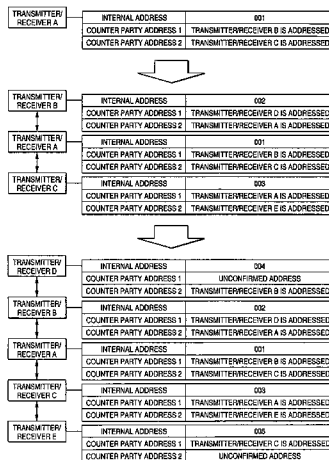 TRANSMITTER/
RECEIVER A
INTERNAL ADDRESS 001
COUNTER PARTY ADDRESS 1 TRANSMITTER/RECEIVER B IS ADDRESSED
TRANSMITTER/
RECEIVER B
INTERNAL ADDRESS 002
COUNTER PARTY ADDRESS 1 TRANSMITTER/RECEIVER C IS ADDRESSED
COUNTER PARTY ADDRESS 2 TRANSMITTER/RECEIVER A IS ADDRESSED
TRANSMITTER/
RECEIVER A
INTERNAL ADDRESS 001
COUNTER PARTY ADDRESS 1 TRANSMITTER/RECEIVER B IS ADDRESSED
COUNTER PARTY ADDRESS 2 TRANSMITTER/RECEIVER C IS ADDRESSED
TRANSMITTER/
RECEIVER C
INTERNAL ADDRESS 003
COUNTER PARTY ADDRESS 1 TRANSMITTER/RECEIVER A IS ADDRESSED
COUNTER PARTY ADDRESS 2 TRANSMITTER/RECEIVER E IS ADDRESSED
TRANSMITTER/
RECEIVER D
INTERNAL ADDRESS 004
COUNTER PARTY ADDRESS 1 UNCONFIRMED ADDRESS
COUNTER PARTY ADDRESS 2 TRANSMITTER/RECEIVER B IS ADDRESSED
TRANSMITTER/
RECEIVER B
INTERNAL ADDRESS 002
COUNTER PARTY ADDRESS 1 TRANSMITTER/RECEIVER D IS ADDRESSED
COUNTER PARTY ADDRESS 2 TRANSMITTER/RECEIVER A IS ADDRESSED
TRANSMITTER/
RECEIVER A
INTERNAL ADDRESS 001
COUNTER PARTY ADDRESS 1 TRANSMITTER/RECEIVER B IS ADDRESSED
COUNTER PARTY ADDRESS 2 TRANSMITTER/RECEIVER C IS ADDRESSED
TRANSMITTER/
RECEIVER C
INTERNAL ADDRESS 003
COUNTER PARTY ADDRESS 1 TRANSMITTER/RECEIVER A IS ADDRESSED
COUNTER PARTY ADDRESS 2 TRANSMITTER/RECEIVER E IS ADDRESSED
TRANSMITTER/
RECEIVER E
INTERNAL ADDRESS 005
COUNTER PARTY ADDRESS 1 TRANSMITTER/RECEIVER C IS ADDRESSED
COUNTER PARTY ADDRESS 2 UNCONFIRMED ADDRESS